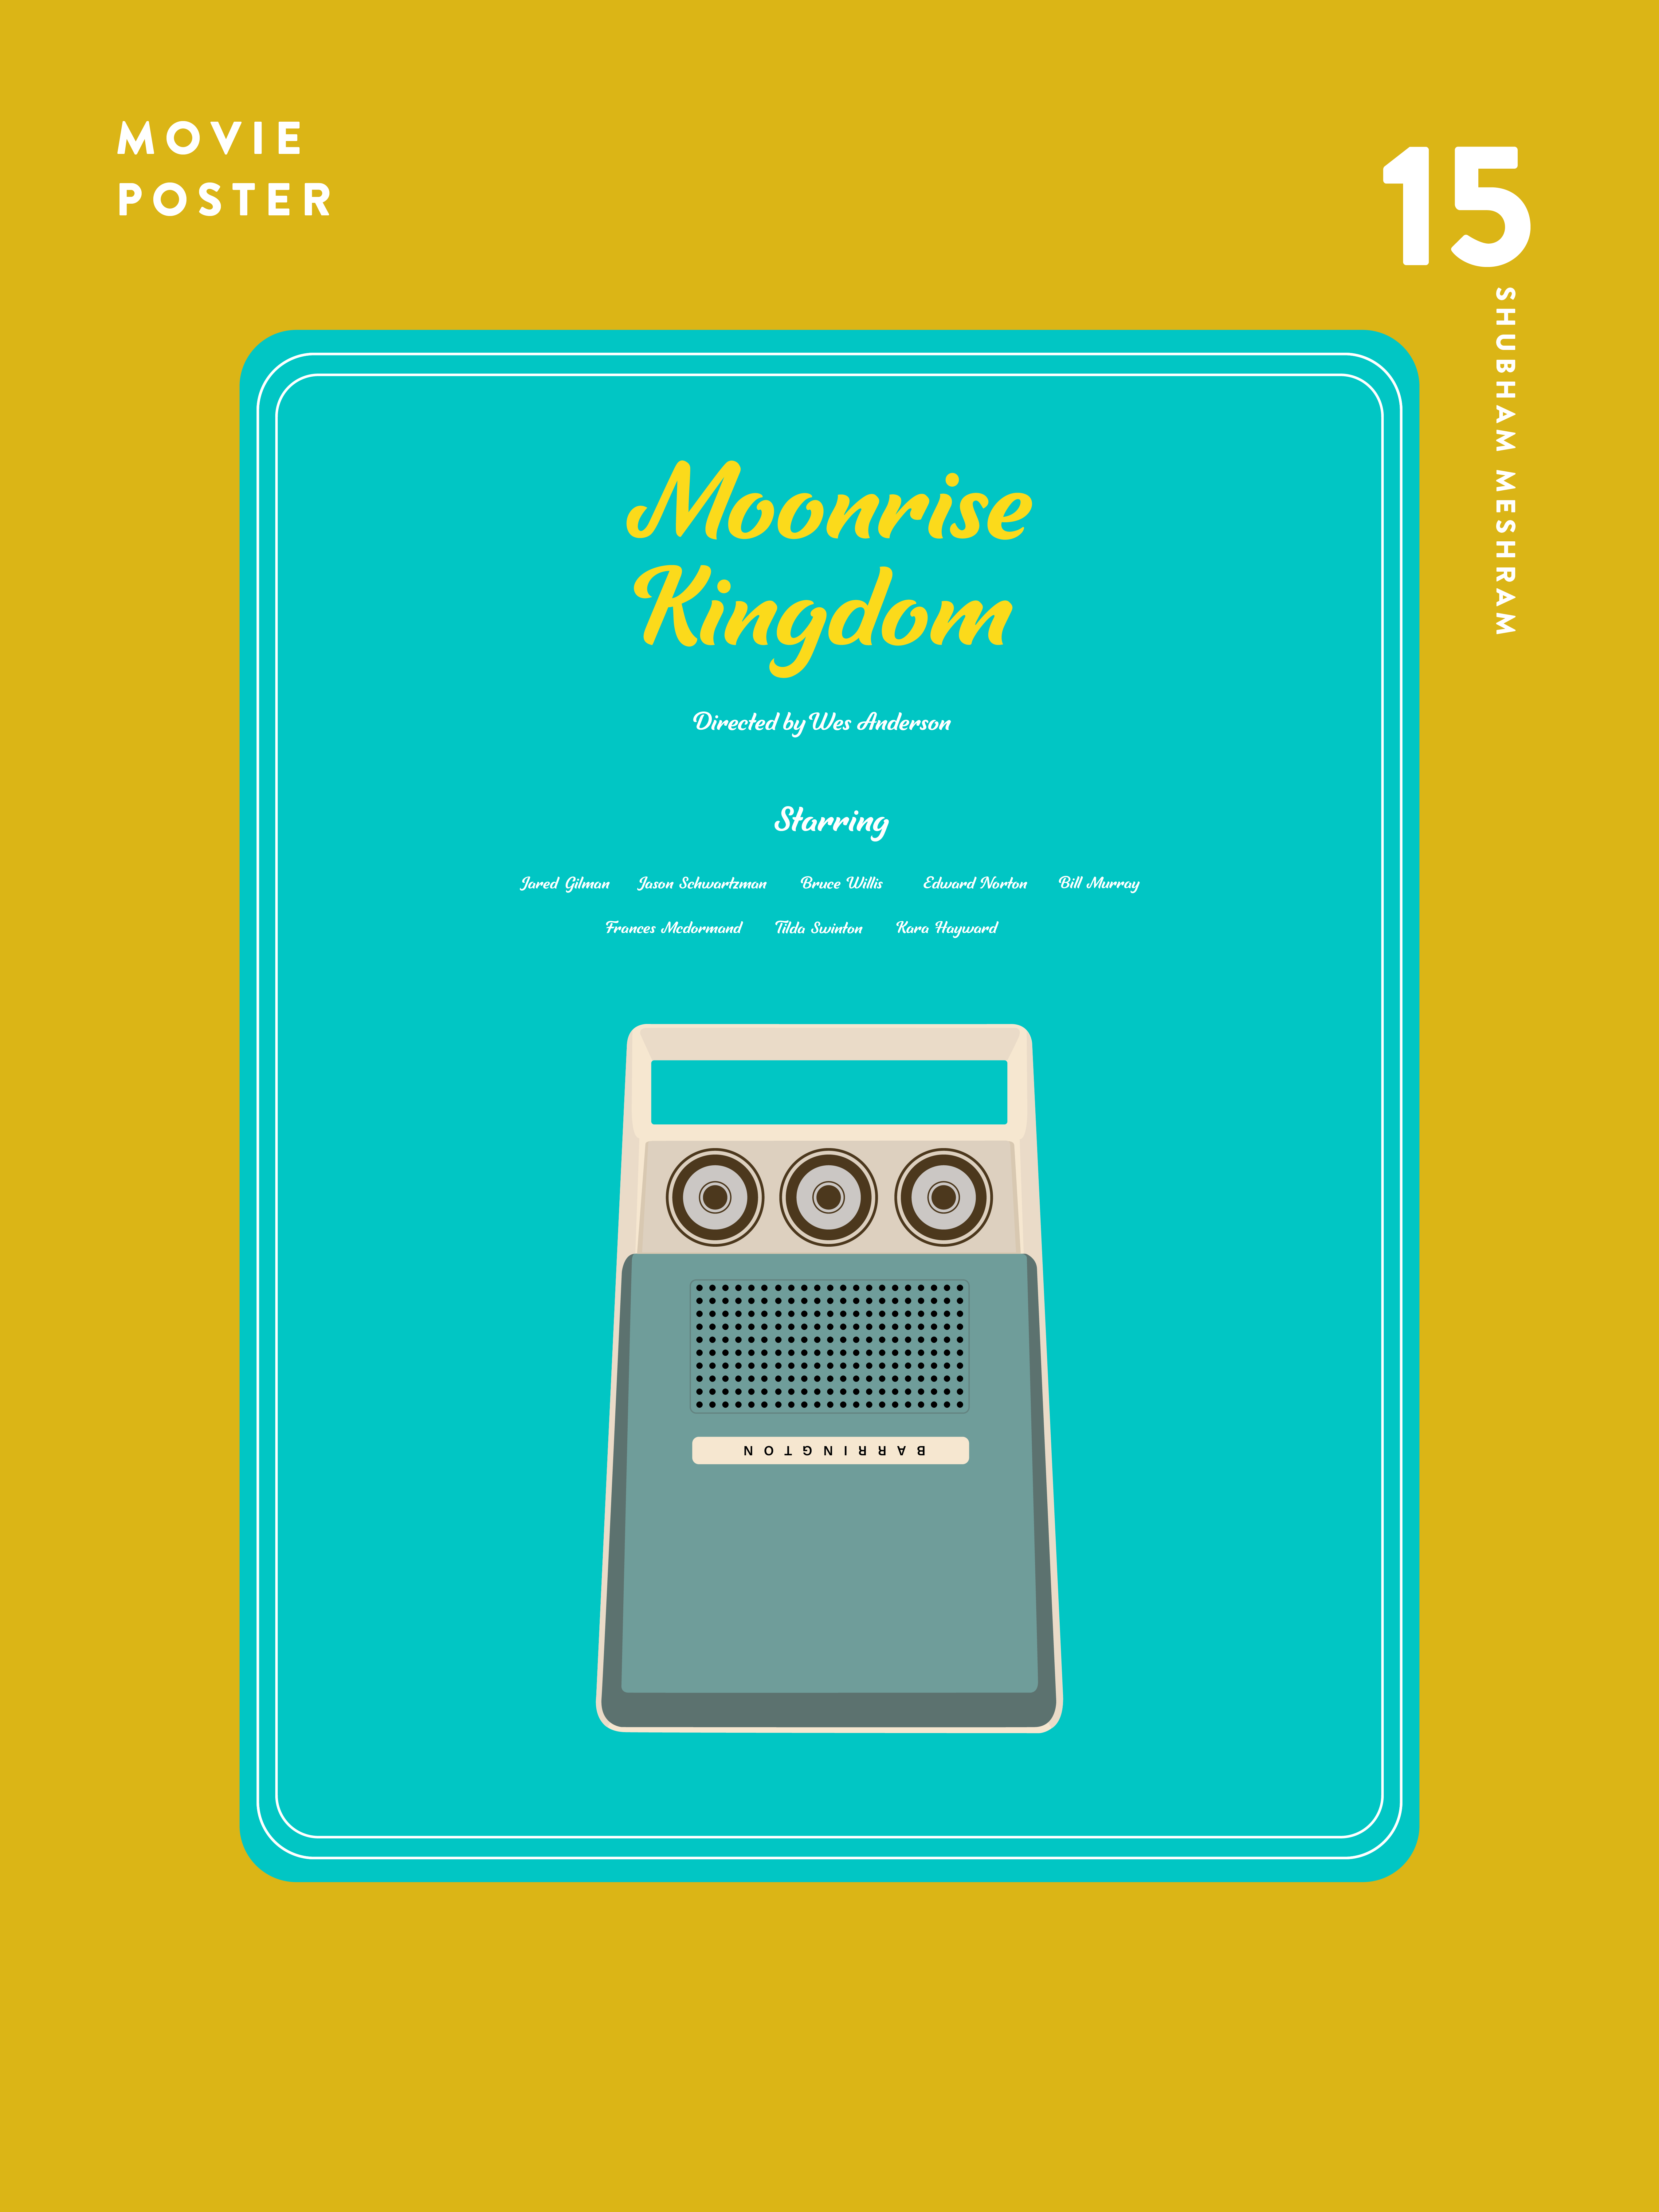 MOVIE
POSTER
15
SHUBHAM MESHRAM
Moonrise
Kingdom
Directed by Wes Anderson
Starring
Jared Gilman Jason Schwartzman Bruce Willis Edward Norton Bill Murray
Frances Mcdormand Tilda Swinton Kara Hayward
BARRINGTON